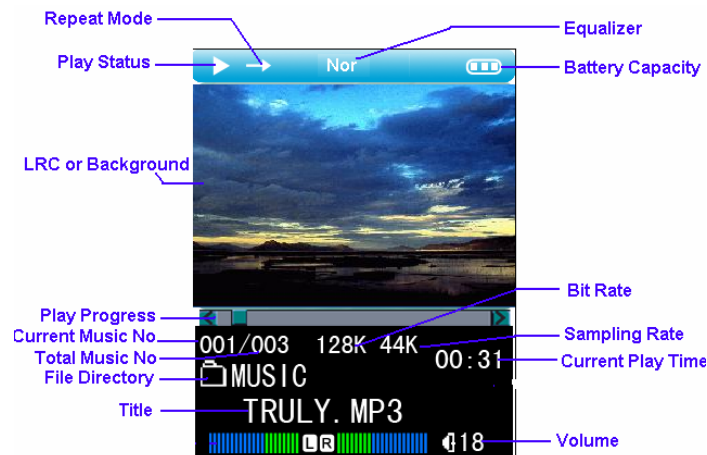 Repeat Mode
Equalizer
Play Status
Nor
Battery Capacity
LRC or Background
Bit Rate
Play Progress
Current Music No
001/003 128K 44K
Sampling Rate
Total Music No
00:31
Current Play Time
File Directory
MUSIC
Title
TRULY.MP3
L R
18
Volume